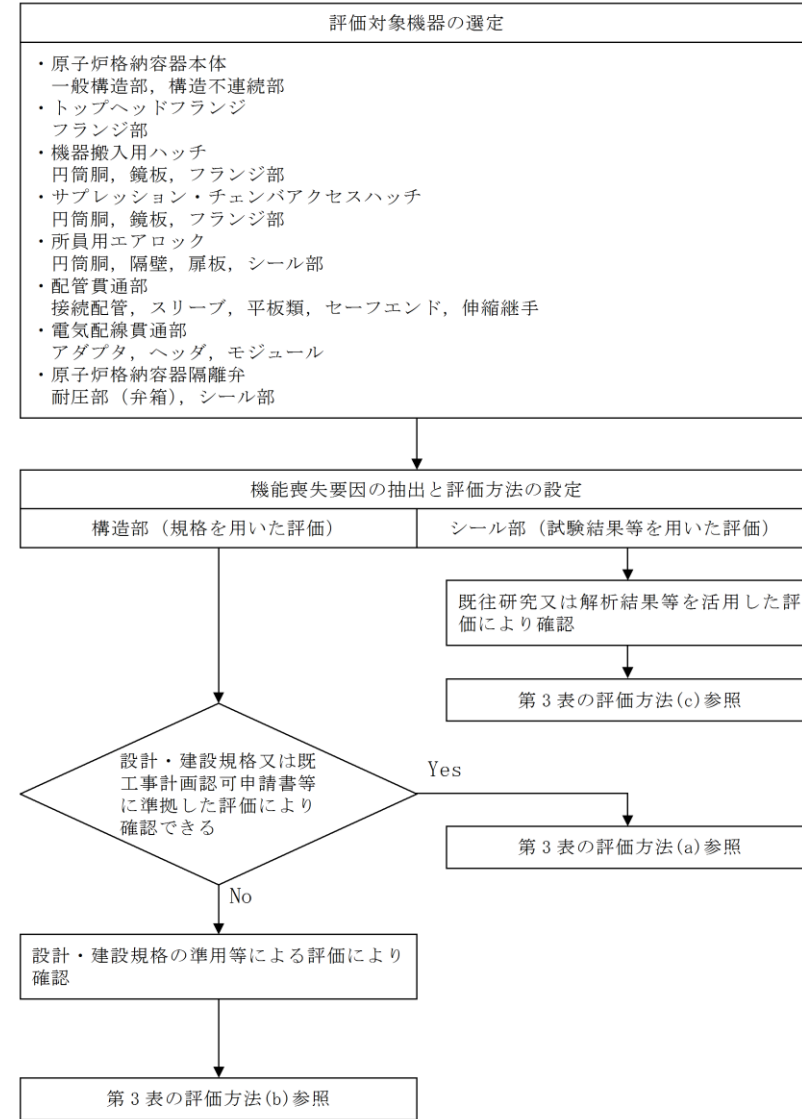 評価対象機器の選定
・原子炉格納容器本体
一般構造部，構造不連続部
・トップヘッドフランジ
フランジ部
・機器搬入用ハッチ
円筒胴，鏡板，フランジ部
・サプレッション・チェンバアクセスハッチ
円筒胴，鏡板，フランジ部
・所員用エアロック
円筒胴，隔壁，扉板，シール部
・配管貫通部
接続配管，スリーブ，平板類，セーフエンド，伸縮継手
・電気配線貫通部
アダプタ，ヘッダ，モジュール
・原子炉格納容器隔離弁
耐圧部（弁箱），シール部
機能喪失要因の抽出と評価方法の設定
構造部（規格を用いた評価）
シール部（試験結果等を用いた評価）
既往研究又は解析結果等を活用した評
価により確認
第3表の評価方法(c)参照
設計・建設規格又は既
工事計画認可申請書等
に準拠した評価により
確認できる
Yes
第3表の評価方法(a)参照
No
設計・建設規格の準用等による評価により
確認
第3表の評価方法(b)参照